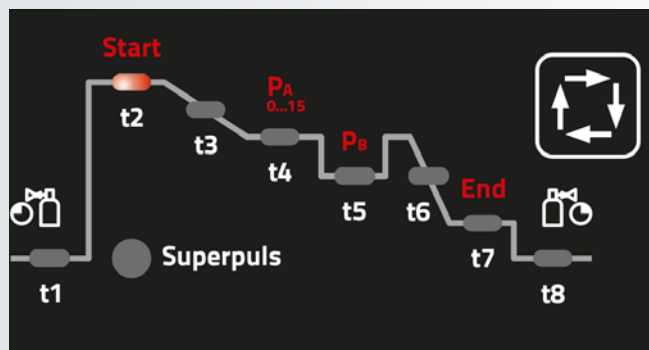 Start
t2
t3
PA
0...15
t4
PB
t5
t6
End
t7
t1
Superpuls
t8